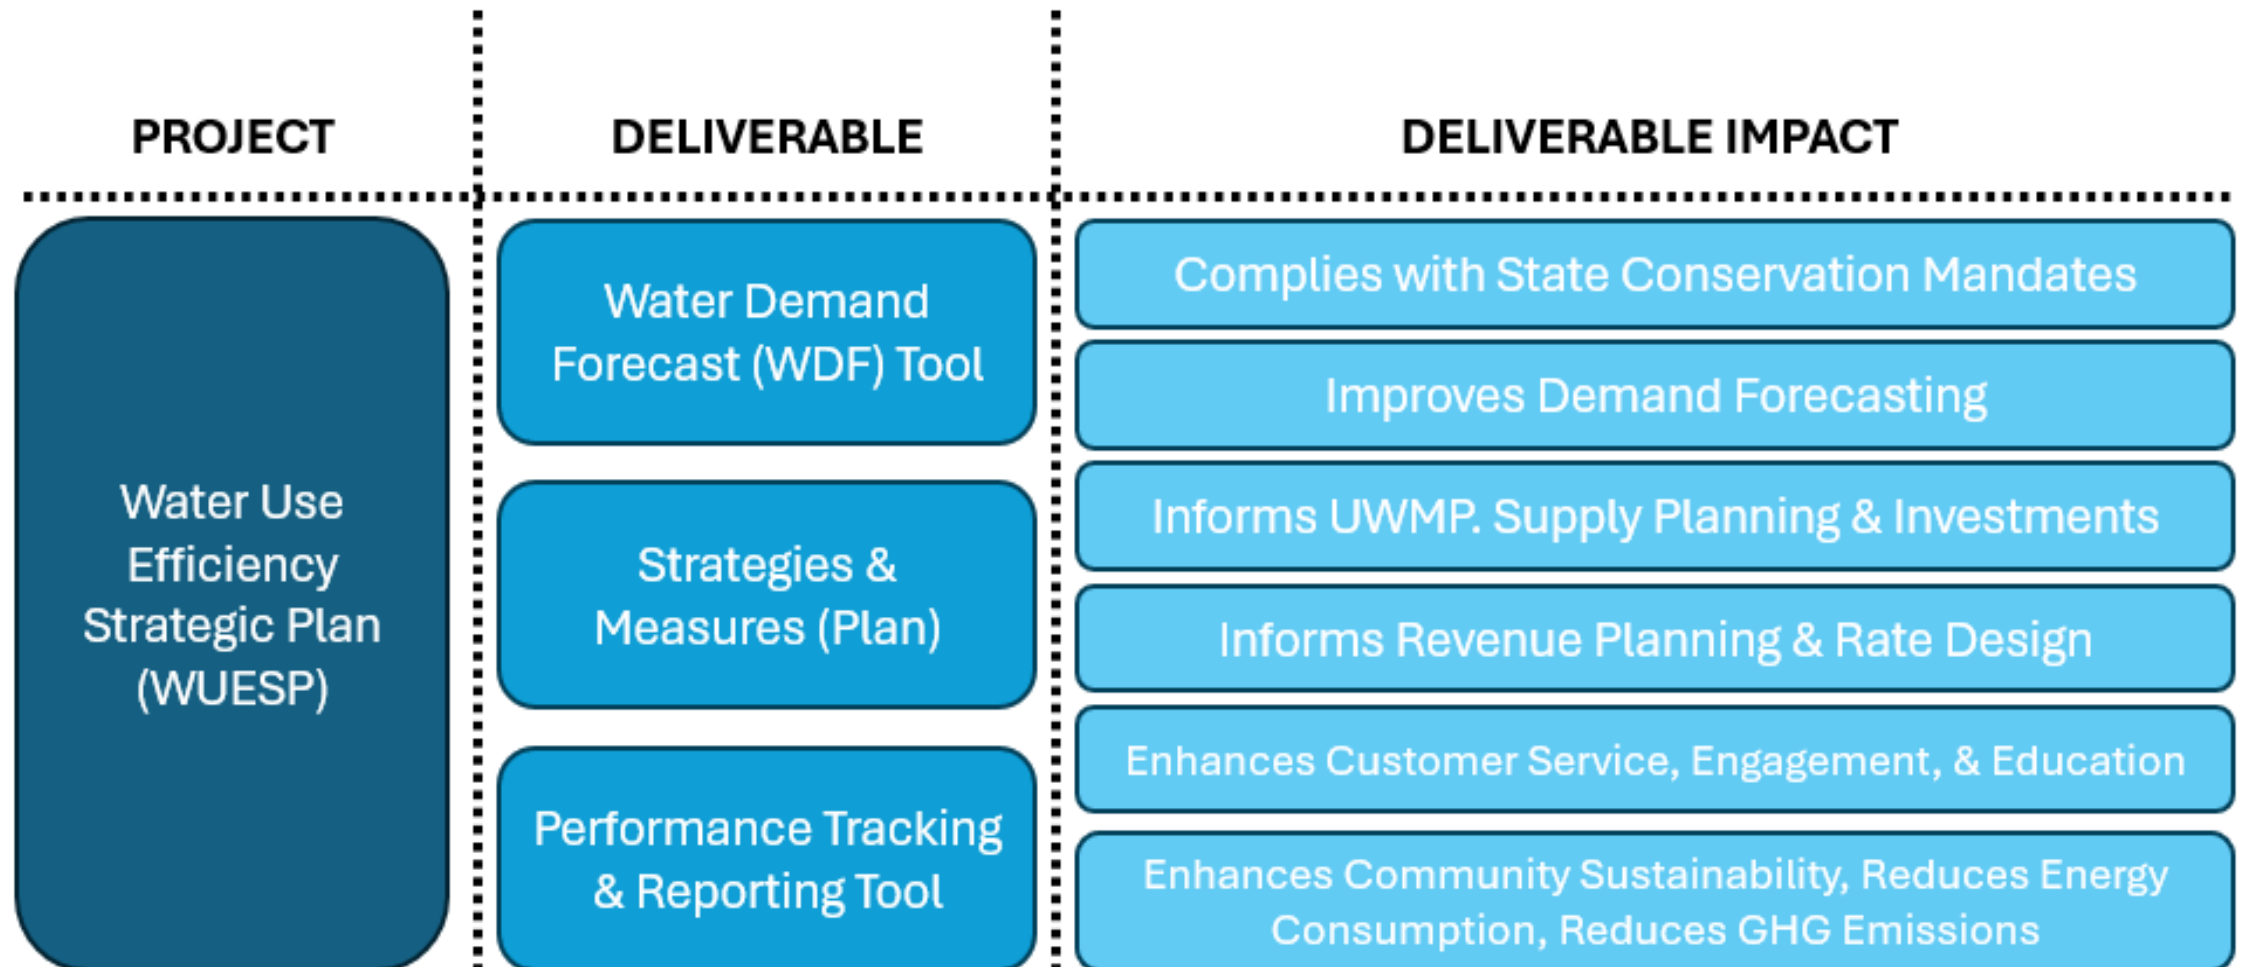 PROJECT
DELIVERABLE
DELIVERABLE IMPACT
Water Use
Efficiency
Strategic Plan
(WUESP)
Water Demand
Forecast (WDF) Tool
Strategies &
Measures (Plan)
Performance Tracking
& Reporting Tool
Complies with State Conservation Mandates
Improves Demand Forecasting
Informs UWMP. Supply Planning & Investments
Informs Revenue Planning & Rate Design
Enhances Customer Service, Engagement, & Education
Enhances Community Sustainability, Reduces Energy
Consumption, Reduces GHG Emissions